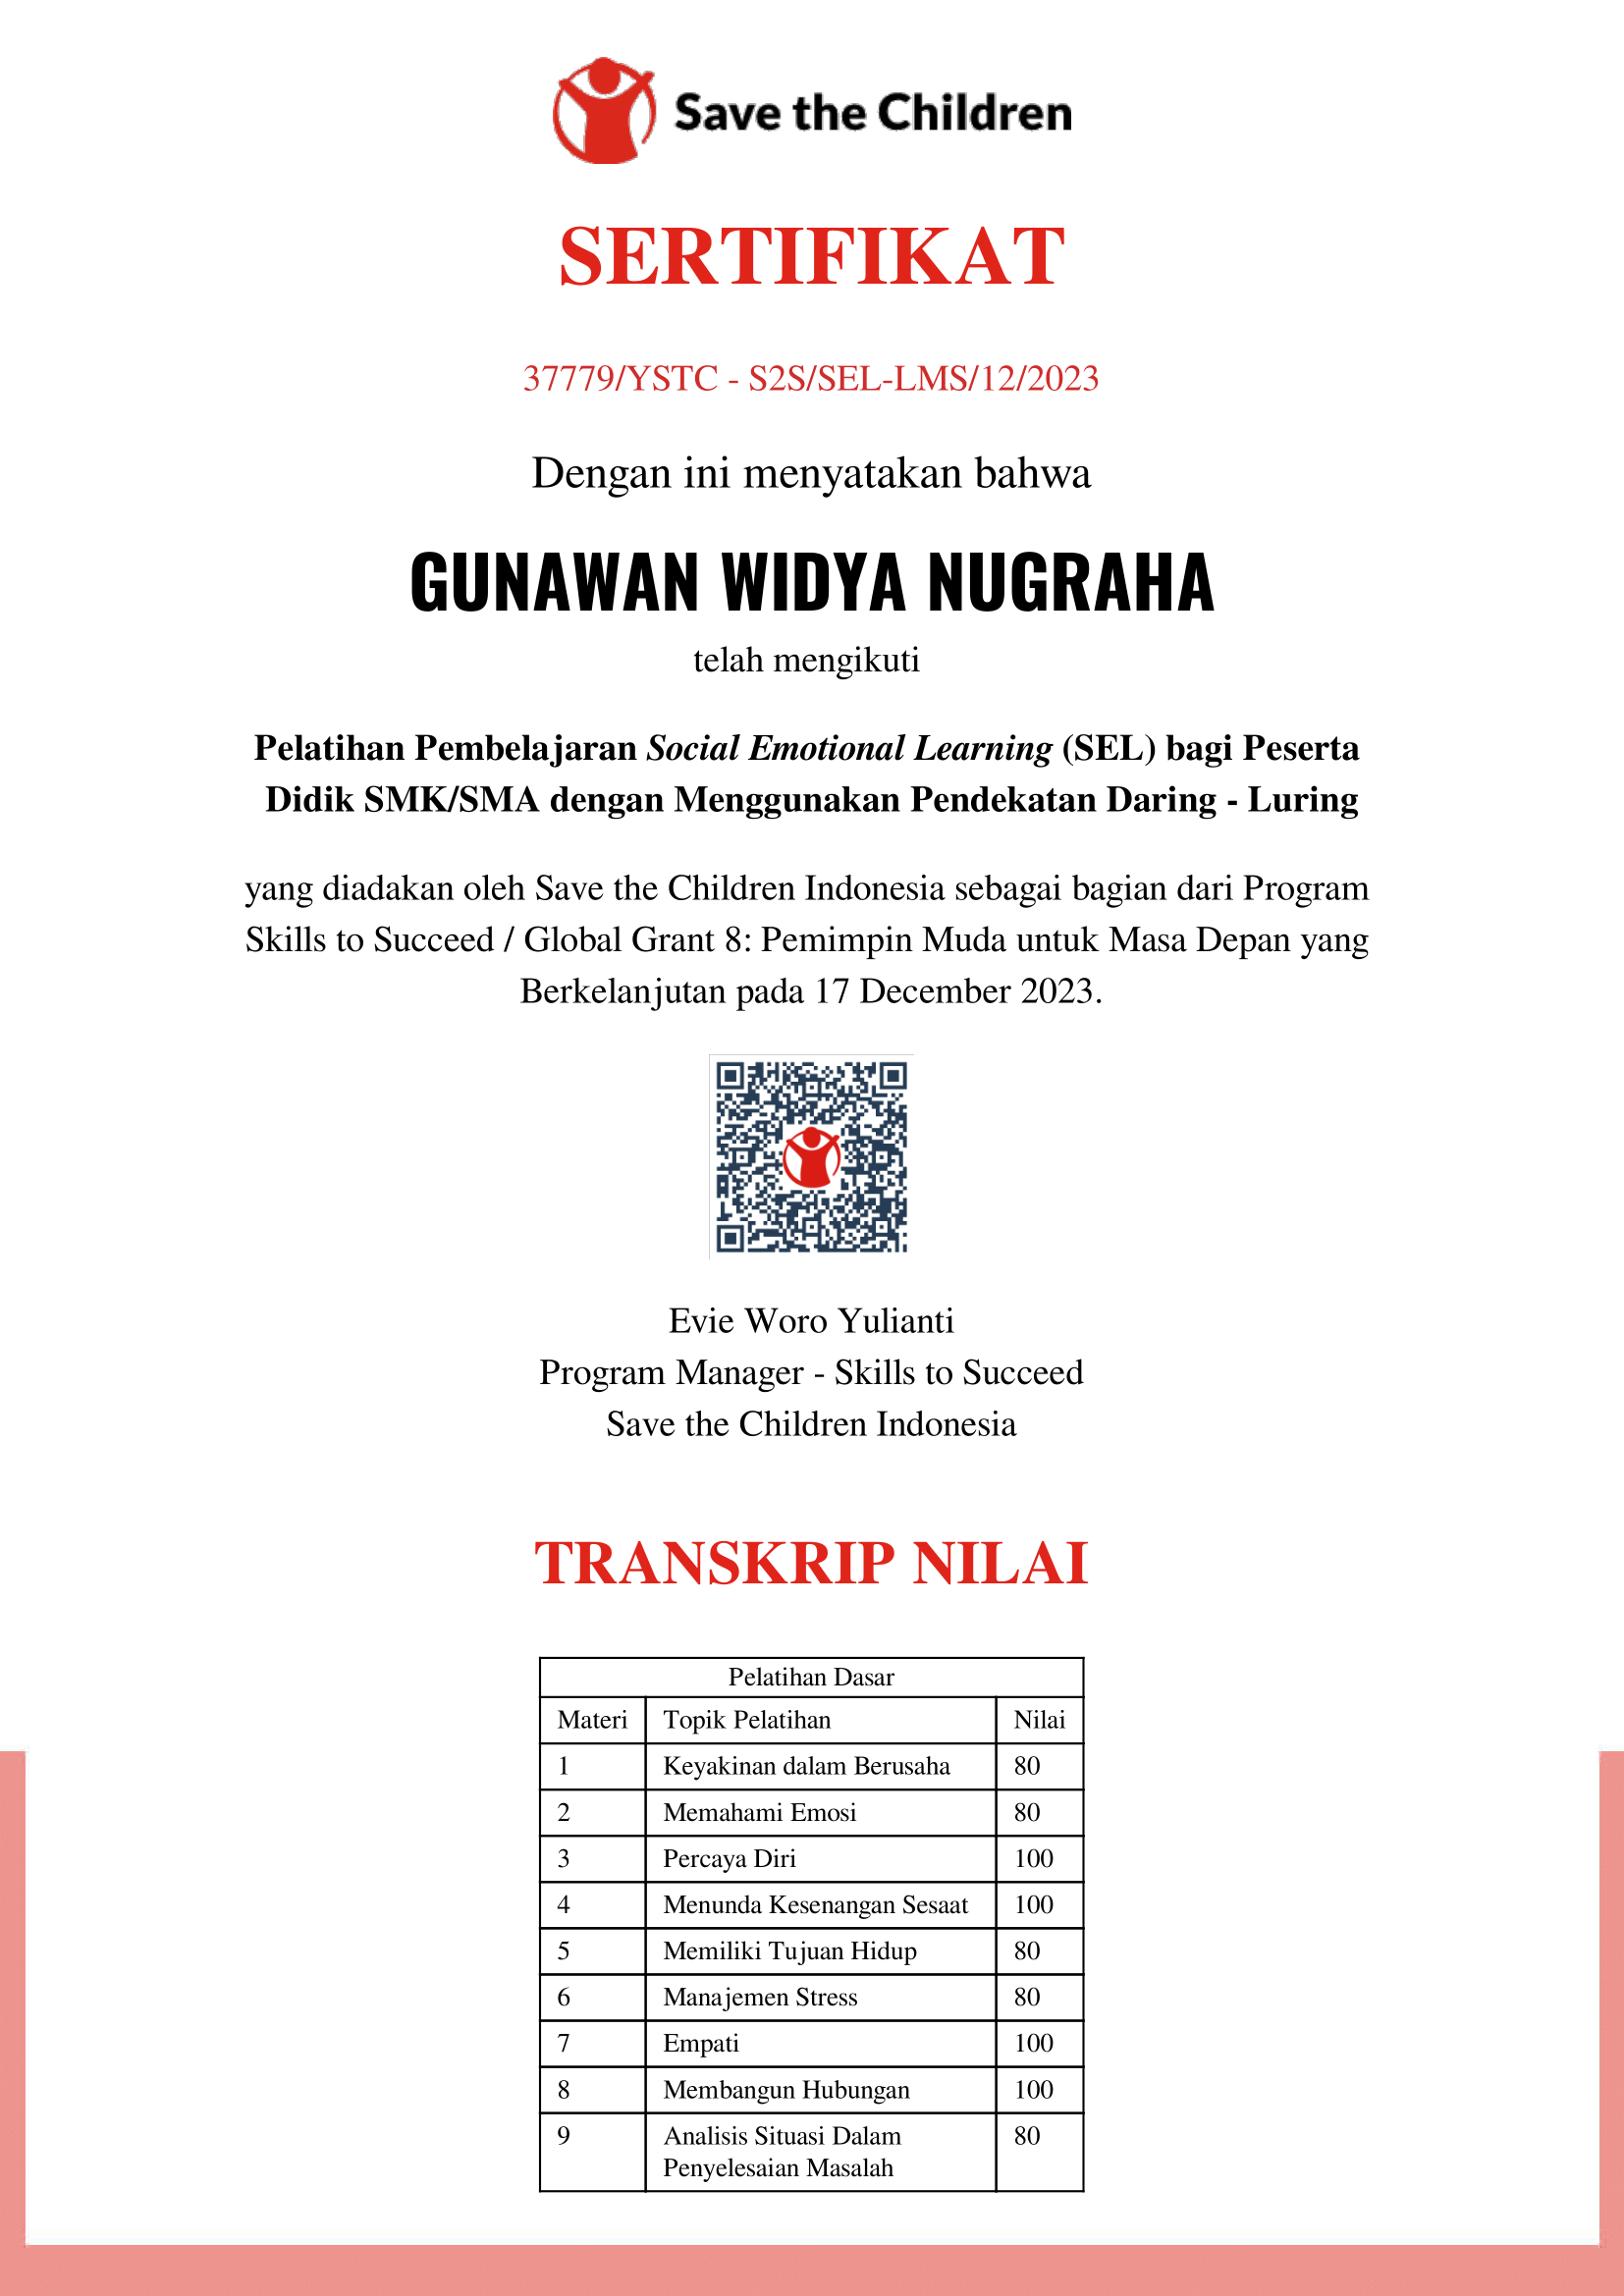 Save the Children
SERTIFIKAT
37779/YSTC - S2S/SEL-LMS/12/2023
Dengan ini menyatakan bahwa
GUNAWAN WIDYA NUGRAHA
telah mengikuti
Pelatihan Pembelajaran Social Emotional Learning (SEL) bagi Peserta
Didik SMK/SMA dengan Menggunakan Pendekatan Daring - Luring
yang diadakan oleh Save the Children Indonesia sebagai bagian dari Program
Skills to Succeed / Global Grant 8: Pemimpin Muda untuk Masa Depan yang
Berkelanjutan pada 17 December 2023.
Evie Woro Yulianti
Program Manager - Skills to Succeed
Save the Children Indonesia
TRANSKRIP NILAI
Pelatihan Dasar
Materi Topik Pelatihan Nilai
1 Keyakinan dalam Berusaha 80
2 Memahami Emosi 80
3 Percaya Diri 100
4 Menunda Kesenangan Sesaat 100
5 Memiliki Tujuan Hidup 80
6 Manajemen Stress 80
7 Empati 100
8 Membangun Hubungan 100
9 Analisis Situasi Dalam 80
Penyelesaian Masalah